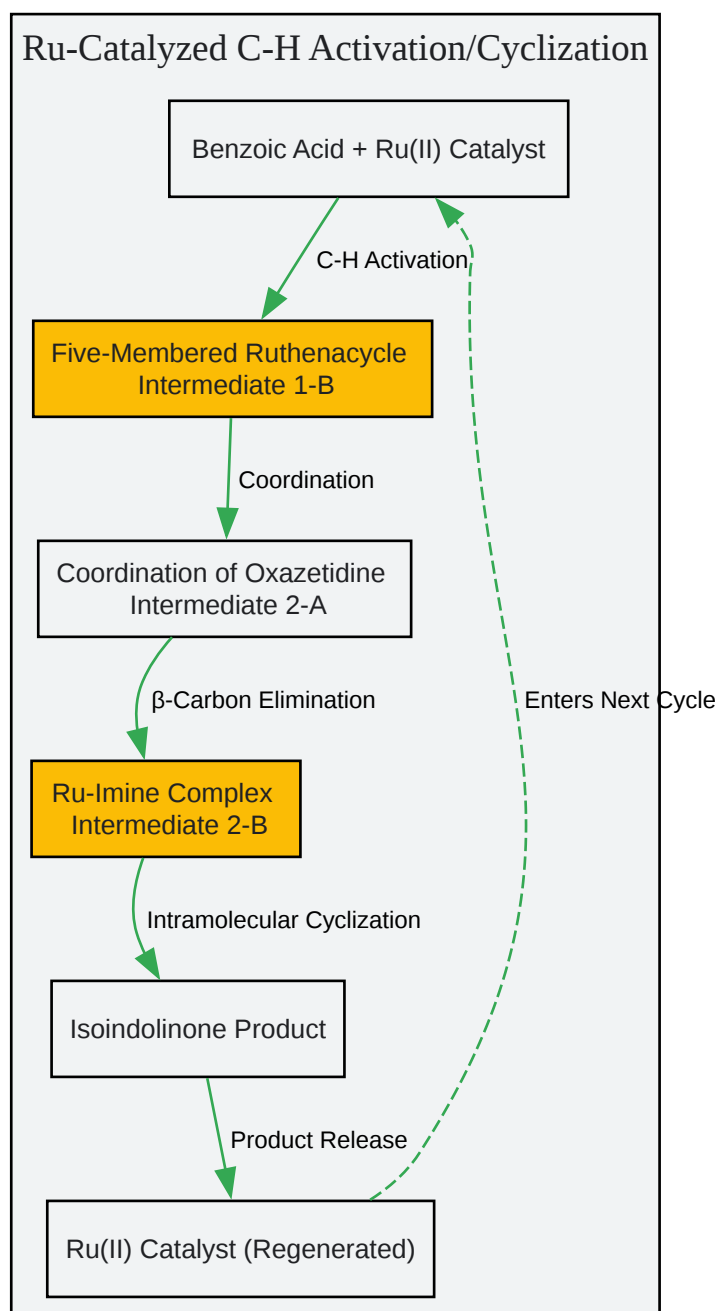 Ru-Catalyzed C-H Activation/Cyclization
Benzoic Acid + Ru(II) Catalyst
C-H Activation
Five-Membered Ruthenacycle
Intermediate 1-B
Coordination
Coordination of Oxazetidine
Intermediate 2-A
β-Carbon Elimination
Enters Next Cycle
Ru-Imine Complex
Intermediate 2-B
Intramolecular Cyclization
Isoindolinone Product
Product Release
Ru(II) Catalyst (Regenerated)